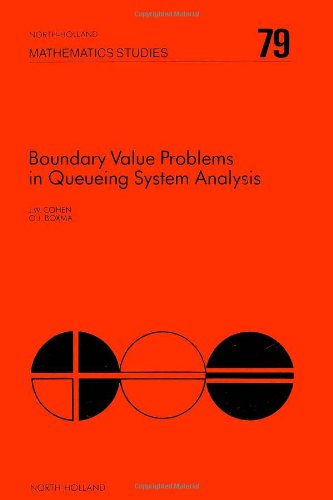 NORTH-HOLLAND
MATHEMATICS STUDIES
79
Boundary Value Problems
in Queueing System Analysis
J.W. COHEN
O.J. BOXMA
NORTH-HOLLAND